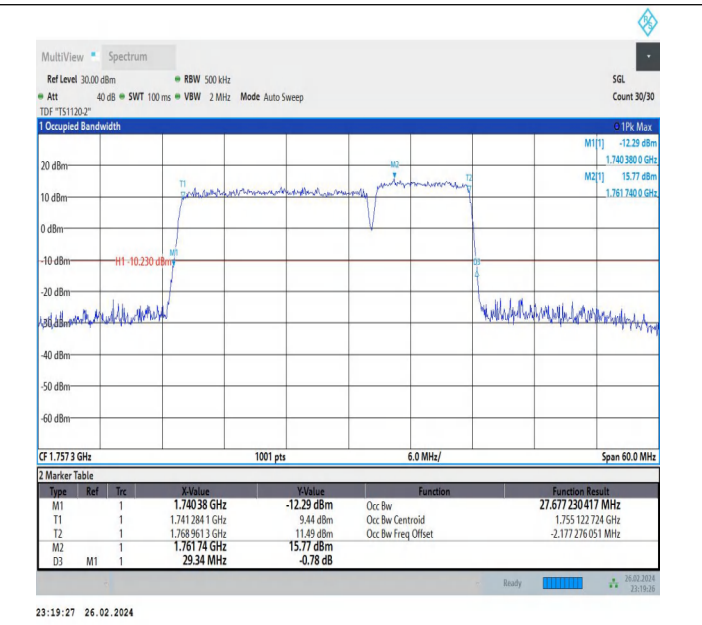 R&S
MultiView Spectrum
Ref Level 30.00 dBm RBW 500 kHz SGL
Att 40 dB SWT 100 ms VBW 2 MHz Mode Auto Sweep Count 30/30
TDF "TS1120-2"
1 Occupied Bandwidth 1Pk Max
M1[1] -12.29 dBm
1.740 380 0 GHz
M2[1] 15.77 dBm
1.761 740 0 GHz
M2
T1
T2
20 dBm
10 dBm
0 dBm
M1
-10 dBm
H1 -10.230 dBm
D3
-20 dBm
-30 dBm
-40 dBm
-50 dBm
-60 dBm
CF 1.757 3 GHz 1001 pts 6.0 MHz/ Span 60.0 MHz
2 Marker Table
Type Ref Trc X-Value Y-Value Function Function Result
M1 1 1.740 38 GHz -12.29 dBm Occ Bw 27.677 230 417 MHz
T1 1 1.741 284 1 GHz 9.44 dBm Occ Bw Centroid 1.755 122 724 GHz
T2 1 1.768 961 3 GHz 11.49 dBm Occ Bw Freq Offset -2.177 276 051 MHz
M2 1 1.761 74 GHz 15.77 dBm
D3 M1 1 29.34 MHz -0.78 dB
Ready 26.02.2024
23:19:26
23:19:27 26.02.2024